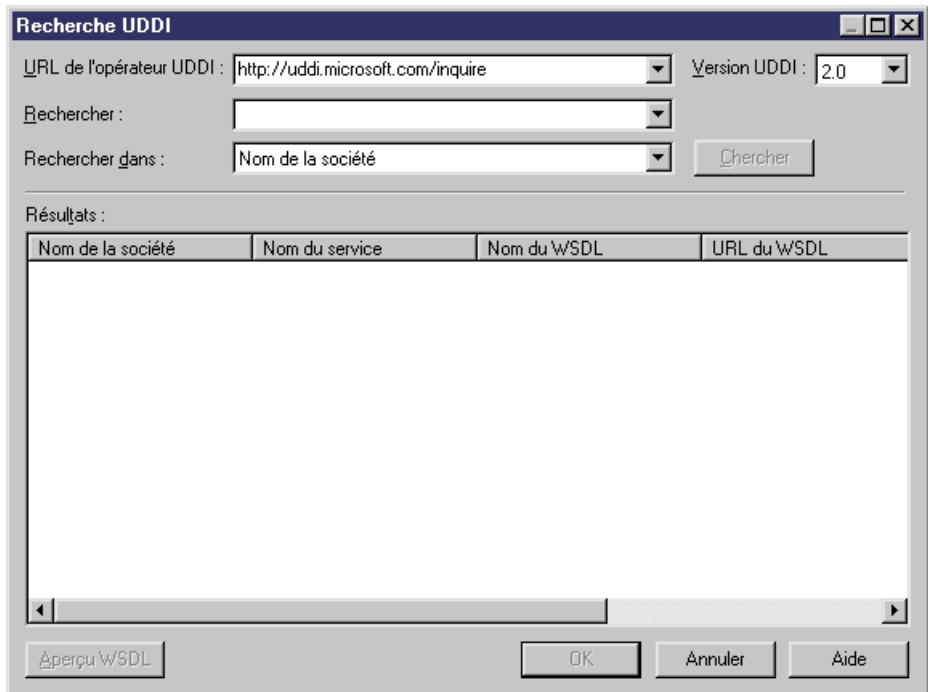 Recherche UDDI
URL de l'opérateur UDDI : http://uddi.microsoft.com/inquire Version UDDI : 2.0
Rechercher :
Rechercher dans : Nom de la société Chercher
Résultats :
Nom de la société Nom du service Nom du WSDL URL du WSDL
Aperçu WSDL OK Annuler Aide